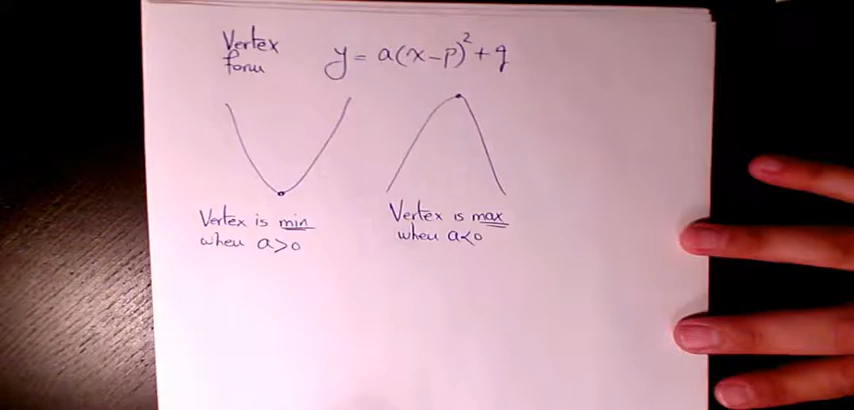 Vertex form y = a(x-p)² + q
Vertex is min
when a>0
Vertex is max
when a<0